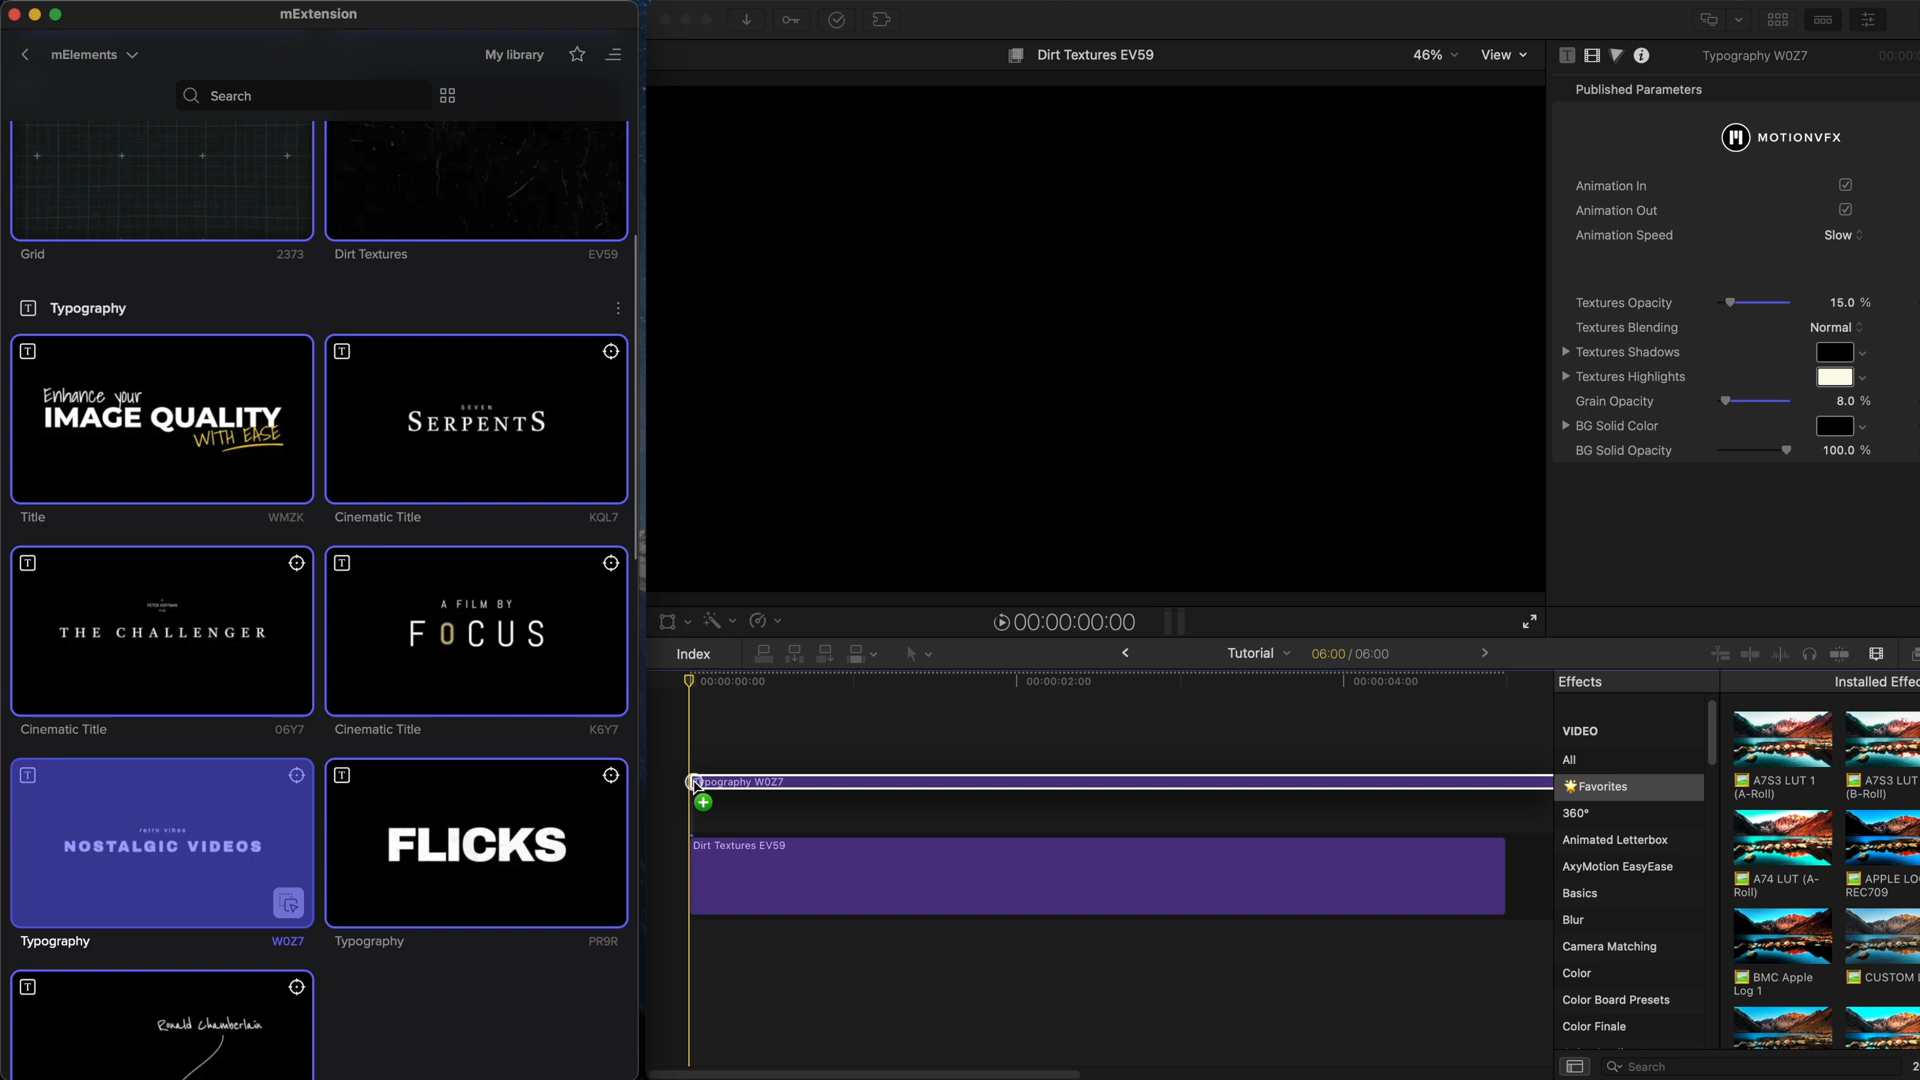 mExtension
mElements
My library
Search
Grid
2373
Dirt Textures
EV59
T
Typography
T
Enhance your
IMAGE QUALITY
WITH EASE
Title
WMZK
T
SEVEN
SERPENTS
Cinematic Title
KQL7
T
PETER HOFFMAN
FILM
THE CHALLENGER
Cinematic Title
06Y7
T
A FILM BY
FOCUS
Cinematic Title
K6Y7
T
retro vibes
NOSTALGIC VIDEOS
Typography
W0Z7
T
FLICKS
Typography
PR9R
T
Ronald Chamberlain
Dirt Textures EV59
46%
View
T
Typography W0Z7
00:00:0
Published Parameters
MOTIONVFX
Animation In
Animation Out
Animation Speed
Slow
Textures Opacity
15.0 %
Textures Blending
Normal
Textures Shadows
Textures Highlights
Grain Opacity
8.0 %
BG Solid Color
BG Solid Opacity
100.0 %
00:00:00:00
Index
Tutorial
06:00 / 06:00
00:00:00:00
00:00:02:00
00:00:04:00
ypography W0Z7
Dirt Textures EV59
Effects
Installed Effec
VIDEO
All
Favorites
360°
Animated Letterbox
AxyMotion EasyEase
Basics
Blur
Camera Matching
Color
Color Board Presets
Color Finale
A7S3 LUT 1
(A-Roll)
A7S3 LUT
(B-Roll)
A74 LUT (A-
Roll)
APPLE LO
REC709
BMC Apple
Log 1
CUSTOM L
Search
2